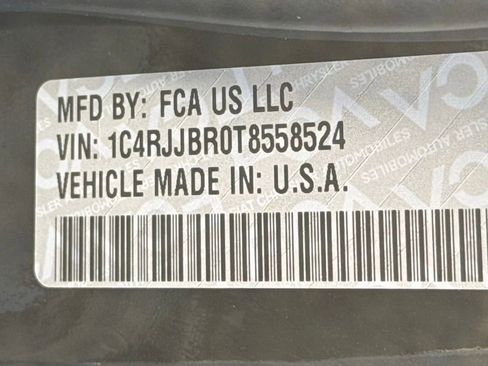 MFD BY: FCA US LLC
VIN: 1C4RJJBR0T8558524
VEHICLE MADE IN: U.S.A.